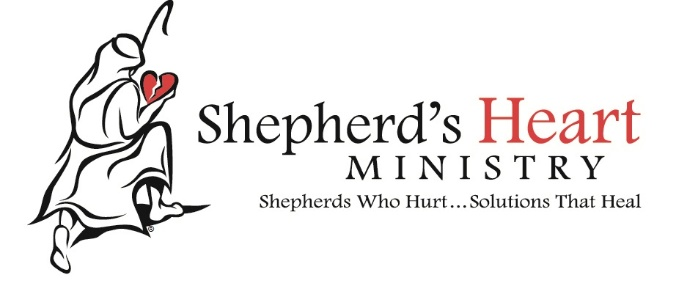 Shepherd's Heart
MINISTRY
Shepherds Who Hurt...Solutions That Heal
©